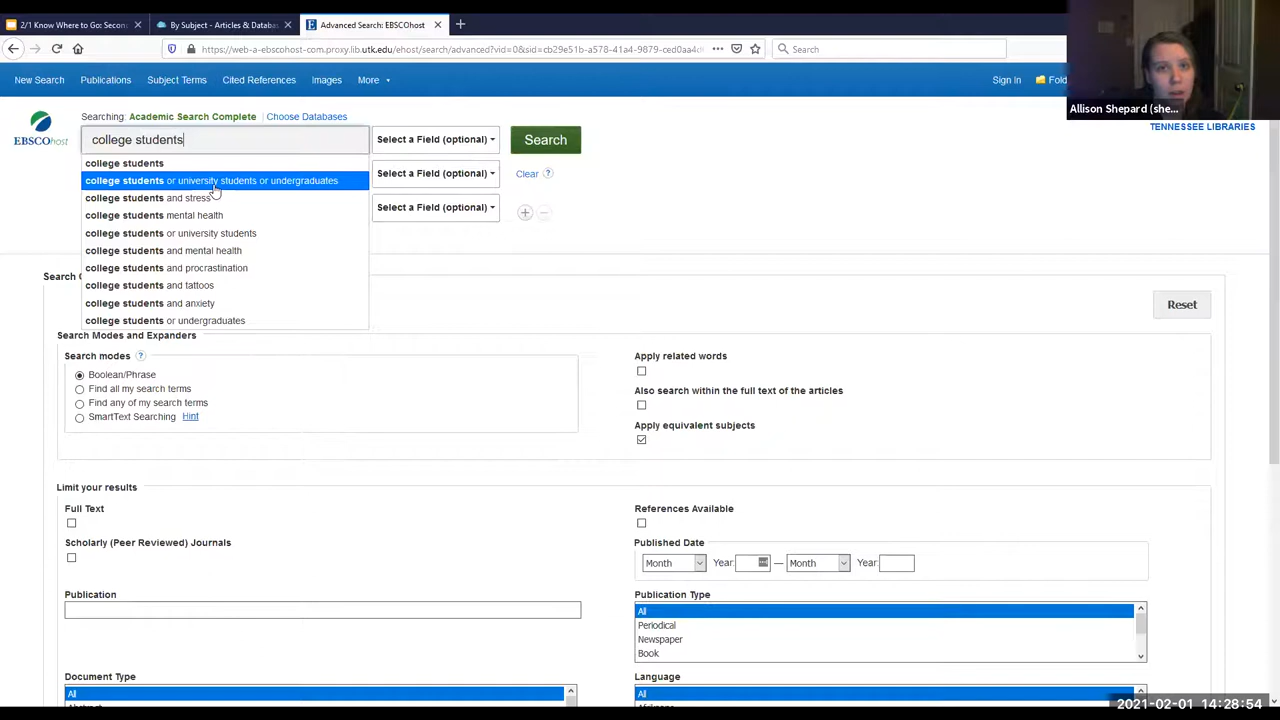 2/1 Know Where to Go: Secon
By Subject - Articles & Databa
Advanced Search: EBSCOhost
https://web-a-ebscohost-com.proxy.lib.utk.edu/ehost/search/advanced?vid=0&sid=cb29e51b-a578-41a4-9879-ced0aa4c
Search
New Search
Publications
Subject Terms
Cited References
Images
More
Sign In
Fold
Allison Shepard (she...
TENNESSEE LIBRARIES
Searching: Academic Search Complete
Choose Databases
EBSCOhost
college students
Select a Field (optional)
Search
college students
college students or university students or undergraduates
Select a Field (optional)
Clear
college students and stress
college students mental health
Select a Field (optional)
college students or university students
college students and mental health
college students and procrastination
college students and tattoos
college students and anxiety
college students or undergraduates
Reset
Search Modes and Expanders
Search modes
Boolean/Phrase
Find all my search terms
Find any of my search terms
SmartText Searching Hint
Apply related words
Also search within the full text of the articles
Apply equivalent subjects
Limit your results
Full Text
References Available
Scholarly (Peer Reviewed) Journals
Published Date
Month
Year:
—
Month
Year:
Publication
Publication Type
All
Periodical
Newspaper
Book
Document Type
All
Language
All
2021-02-01 14:28:54